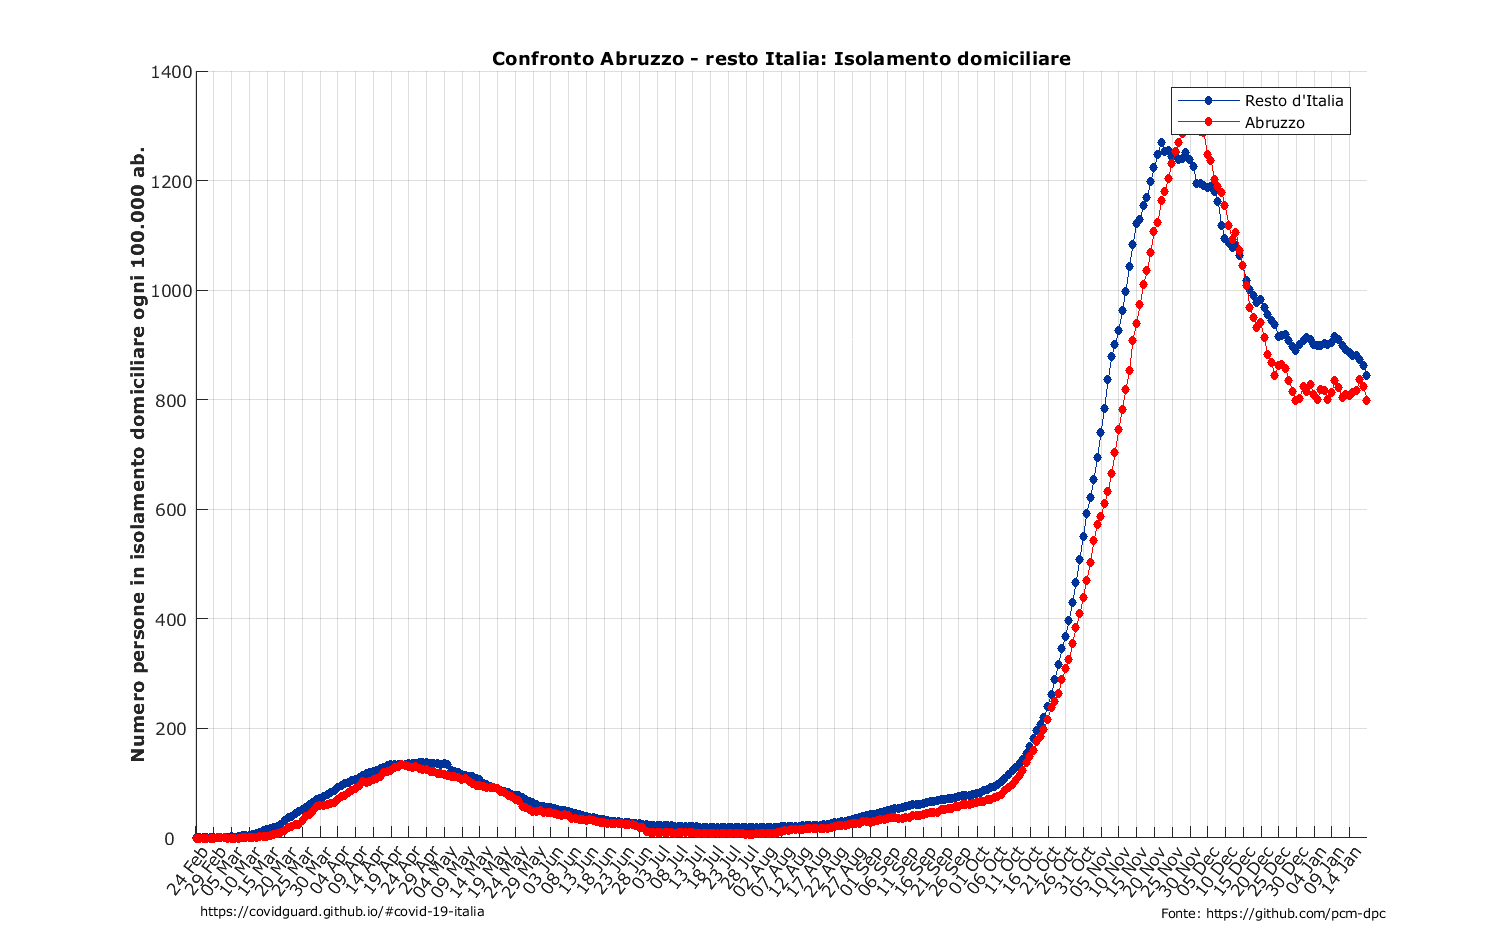 Confronto Abruzzo - resto Italia: Isolamento domiciliare
Numero persone in isolamento domiciliare ogni 100.000 ab.
1400
1200
1000
800
600
400
200
0
Resto d'Italia
Abruzzo
24 Feb
29 Feb
05 Mar
10 Mar
15 Mar
20 Mar
25 Mar
30 Mar
04 Apr
09 Apr
14 Apr
19 Apr
24 Apr
29 Apr
04 May
09 May
14 May
19 May
24 May
29 May
03 Jun
08 Jun
13 Jun
18 Jun
23 Jun
28 Jun
03 Jul
08 Jul
13 Jul
18 Jul
23 Jul
28 Jul
02 Aug
07 Aug
12 Aug
17 Aug
22 Aug
27 Aug
01 Sep
06 Sep
11 Sep
16 Sep
21 Sep
26 Sep
01 Oct
06 Oct
11 Oct
16 Oct
21 Oct
26 Oct
31 Oct
05 Nov
10 Nov
15 Nov
20 Nov
25 Nov
30 Nov
05 Dec
10 Dec
15 Dec
20 Dec
25 Dec
30 Dec
04 Jan
09 Jan
14 Jan
https://covidguard.github.io/#covid-19-italia
Fonte: https://github.com/pcm-dpc